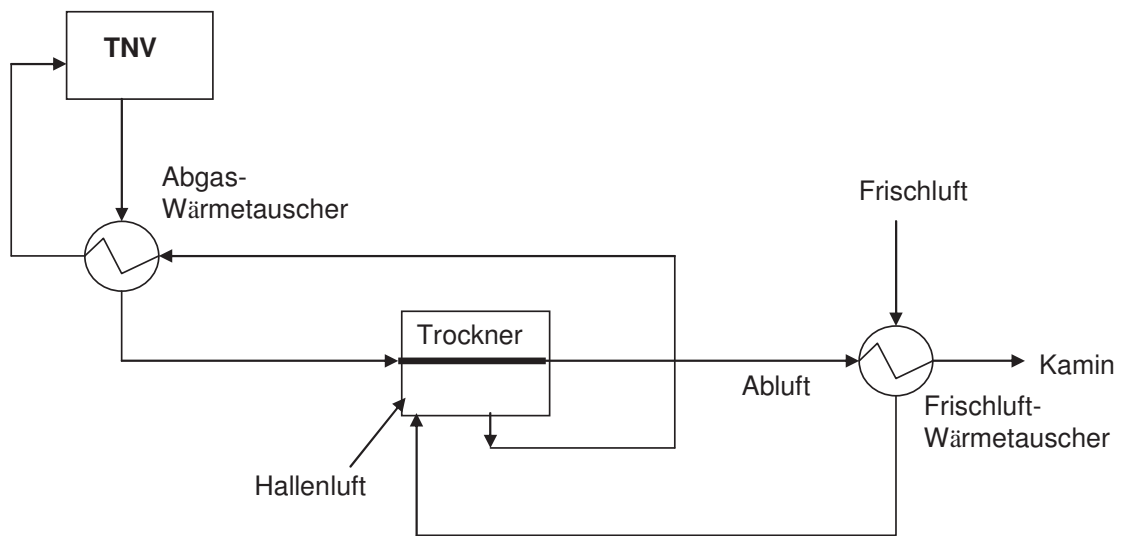 TNV
Abgas-
Wärmetauscher
Frischluft
Trockner
Abluft
Kamin
Frischluft-
Wärmetauscher
Hallenluft